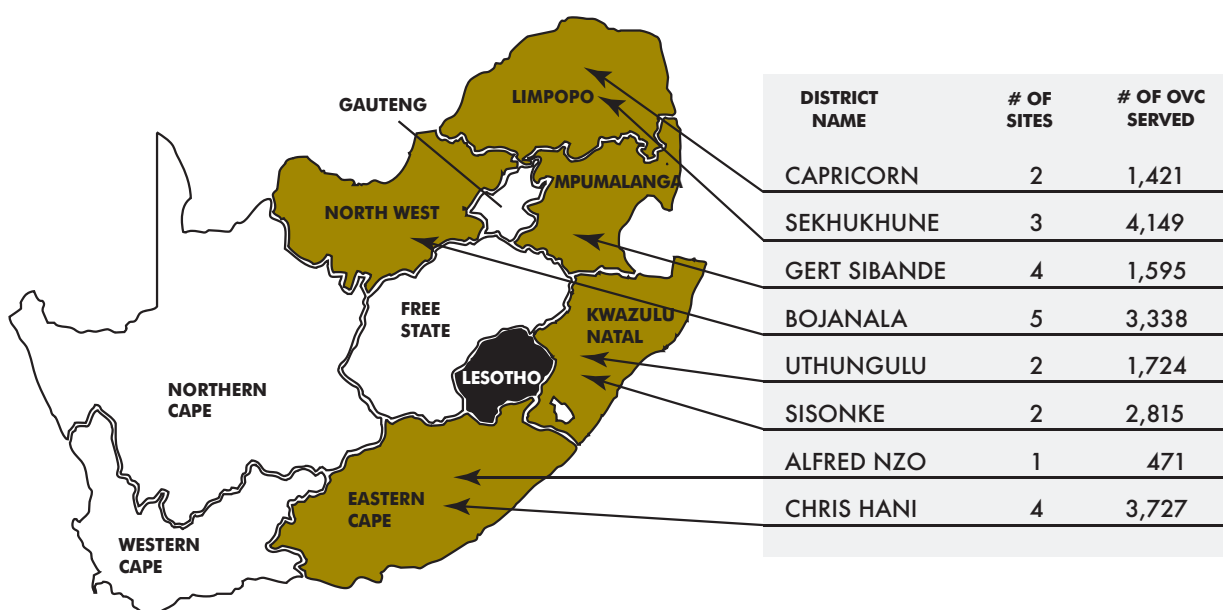 GAUTENG
LIMPOPO
MPUMALANGA
NORTH WEST
FREE
STATE
KWAZULU
NATAL
LESOTHO
NORTHERN
CAPE
EASTERN
CAPE
WESTERN
CAPE
DISTRICT
NAME
# OF
SITES
# OF OVC
SERVED
CAPRICORN 2 1,421
SEKHUKHUNE 3 4,149
GERT SIBANDE 4 1,595
BOJANALA 5 3,338
UTHUNGULU 2 1,724
SISONKE 2 2,815
ALFRED NZO 1 471
CHRIS HANI 4 3,727